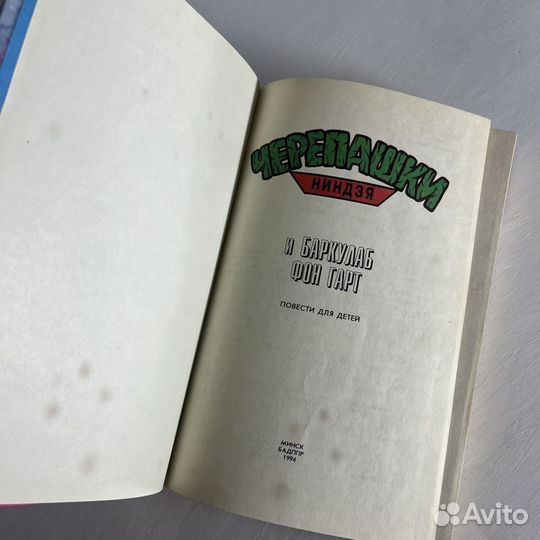 ЧЕРЕПАШКИ
НИНДЗЯ
И БАРКУЛАБ
ФОН ГАРТ
ПОВЕСТИ ДЛЯ ДЕТЕЙ
МИНСК
БАДППР
1994
Avito